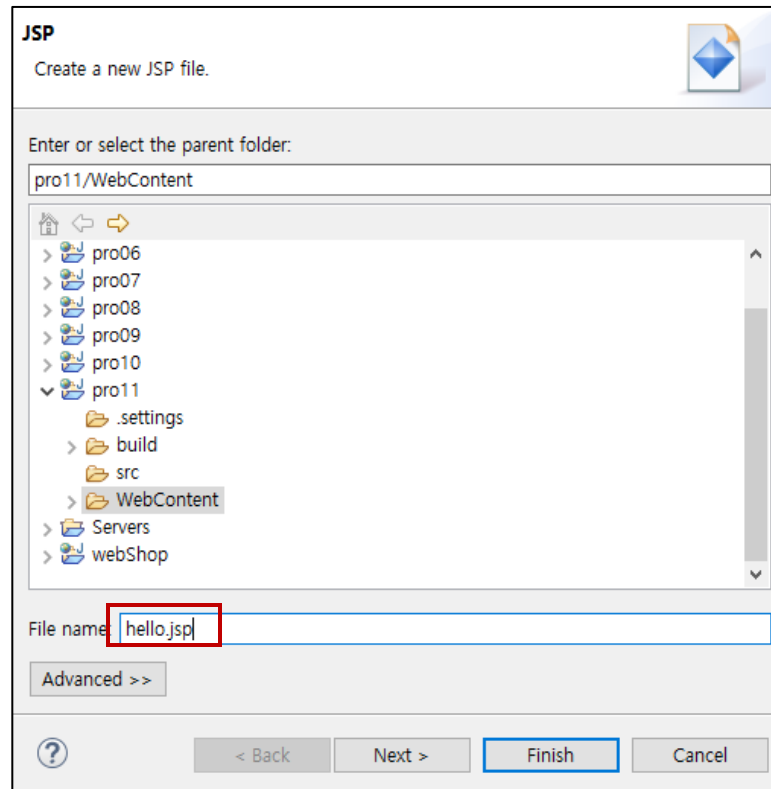 JSP
Create a new JSP file.
Enter or select the parent folder:
pro11/WebContent
pro06
pro07
pro08
pro09
pro10
pro11
.settings
build
src
WebContent
Servers
webShop
File name: hello.jsp
Advanced >>
? < Back Next > Finish Cancel